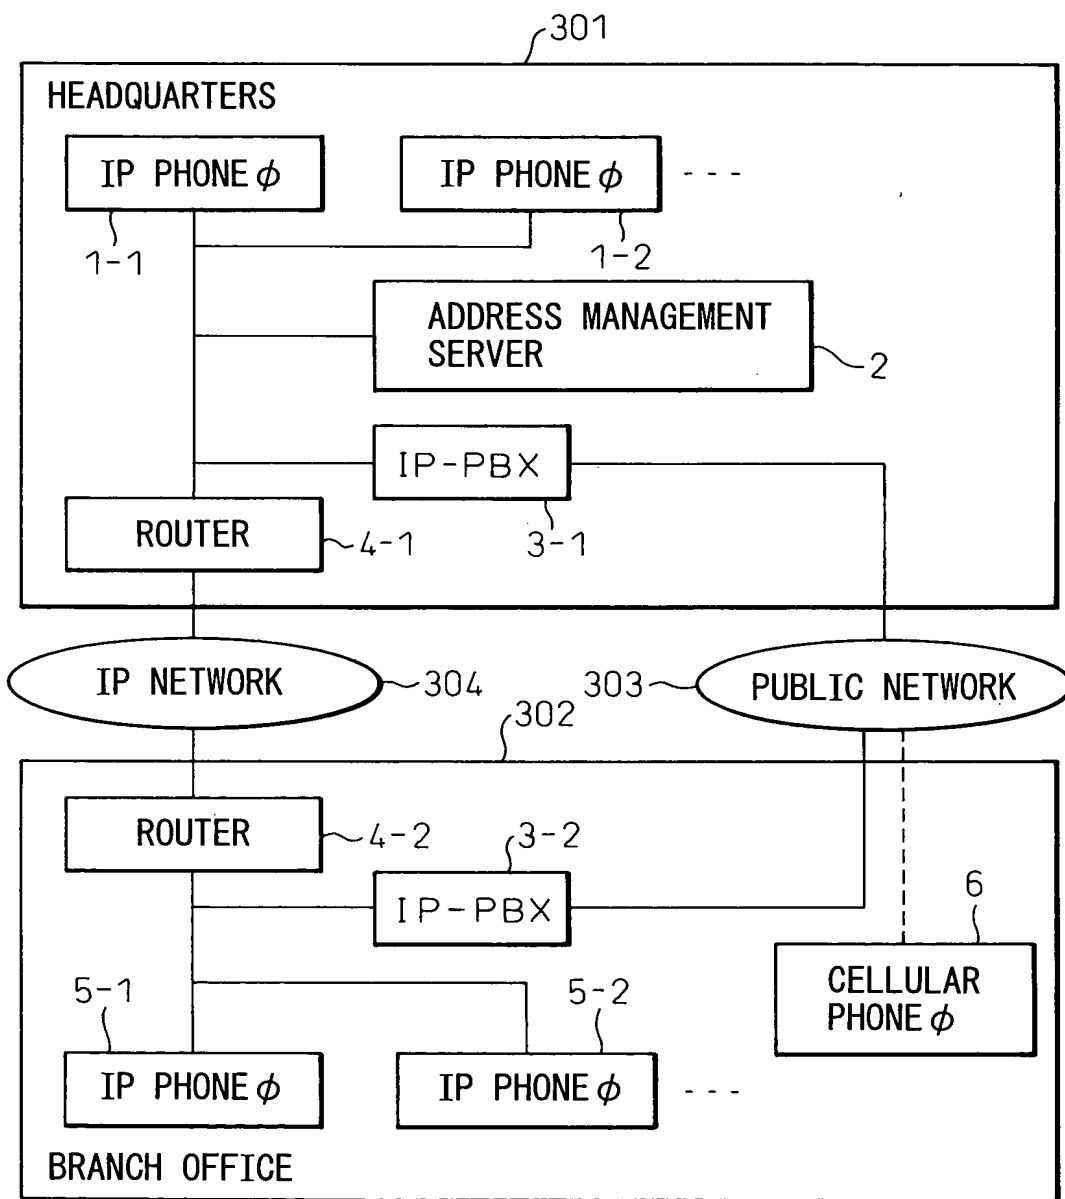 301
HEADQUARTERS
IP PHONE φ
IP PHONE φ
- - -
1-1
1-2
ADDRESS MANAGEMENT
SERVER
2
IP-PBX
3-1
ROUTER
4-1
IP NETWORK
304
303
PUBLIC NETWORK
302
ROUTER
4-2
3-2
IP-PBX
6
CELLULAR
PHONE φ
5-1
5-2
IP PHONE φ
IP PHONE φ
- - -
BRANCH OFFICE